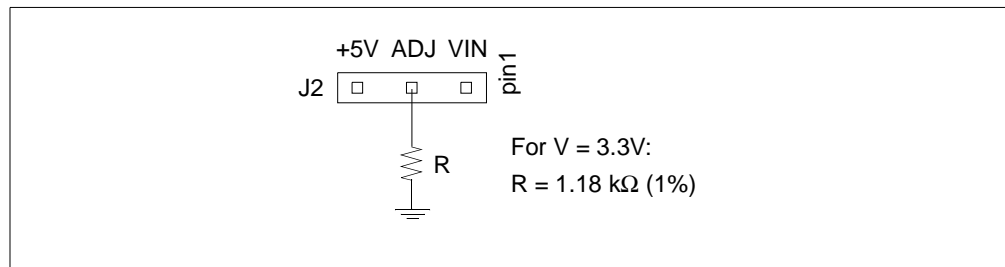 +5V ADJ VIN
pin1
J2
R
For V = 3.3V:
R = 1.18 kΩ (1%)